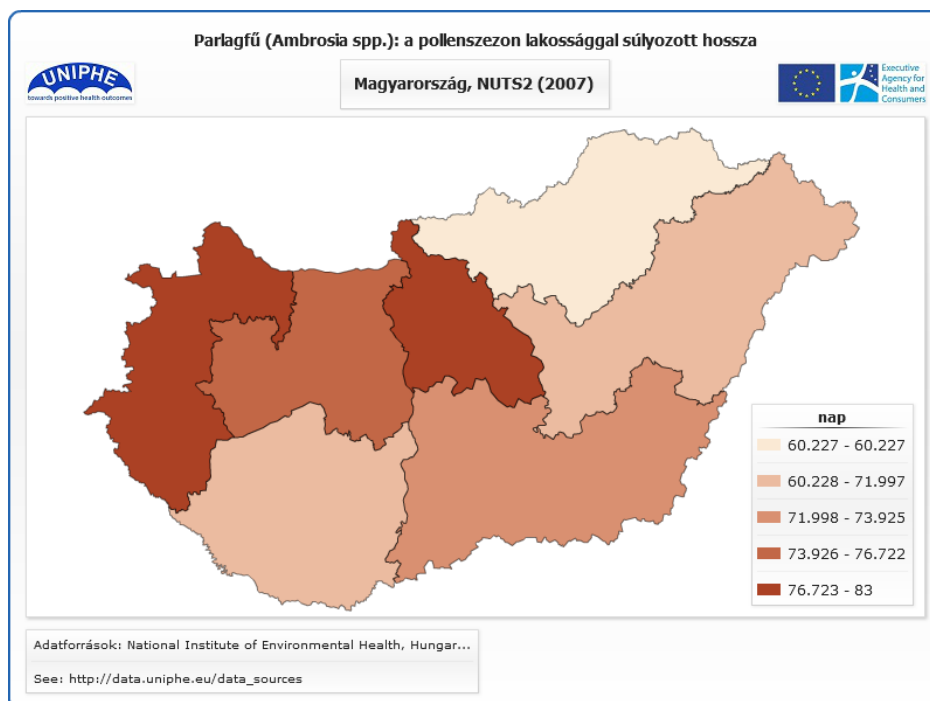 Parlagfű (Ambrosia spp.): a pollenszezon lakossággal súlyozott hossza
UNIPHE
towards positive health outcomes
Magyarország, NUTS2 (2007)
Executive
Agency for
Health and
Consumers
nap
60.227 - 60.227
60.228 - 71.997
71.998 - 73.925
73.926 - 76.722
76.723 - 83
Adatforrások: National Institute of Environmental Health, Hungar...
See: http://data.uniphe.eu/data_sources